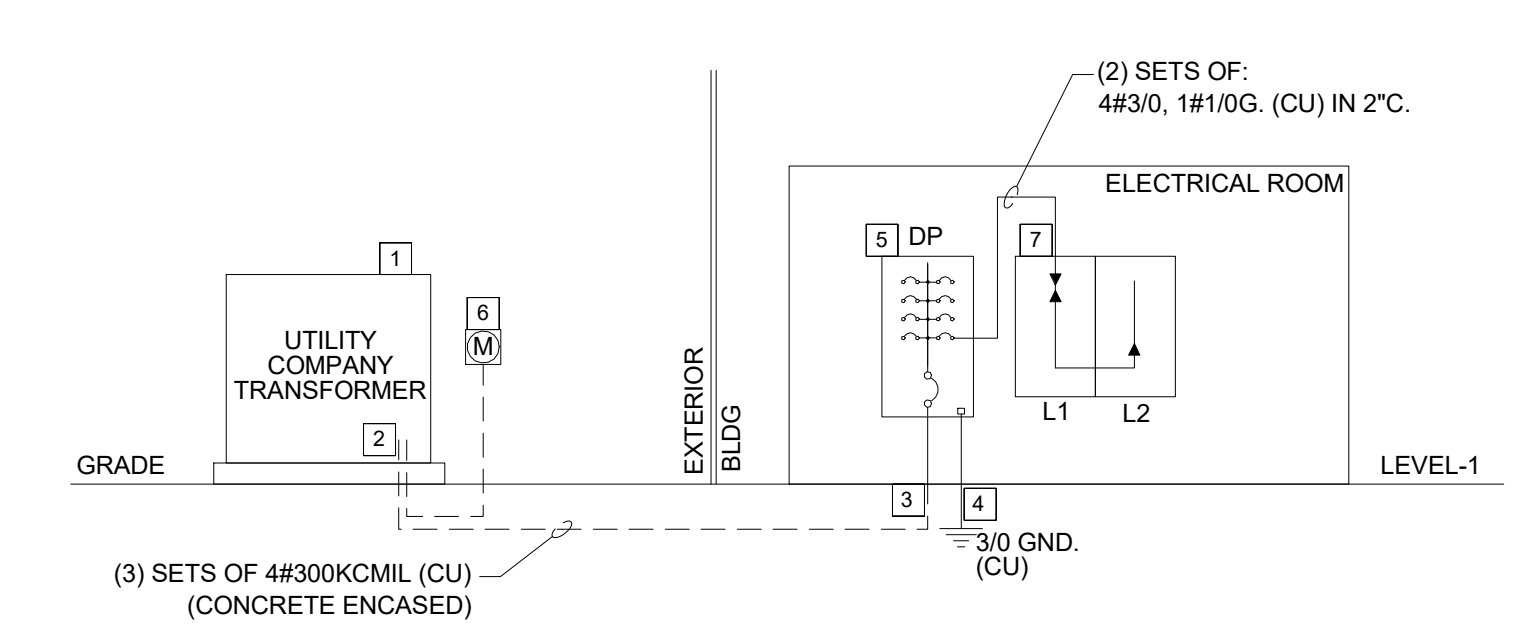 (2) SETS OF:
4#3/0, 1#1/0G. (CU) IN 2"C.
ELECTRICAL ROOM
5
DP
7
1
6
M
UTILITY
COMPANY
TRANSFORMER
2
EXTERIOR
BLDG
L1
L2
GRADE
LEVEL-1
3
4
3/0 GND.
(CU)
(3) SETS OF 4#300KCMIL (CU)
(CONCRETE ENCASED)